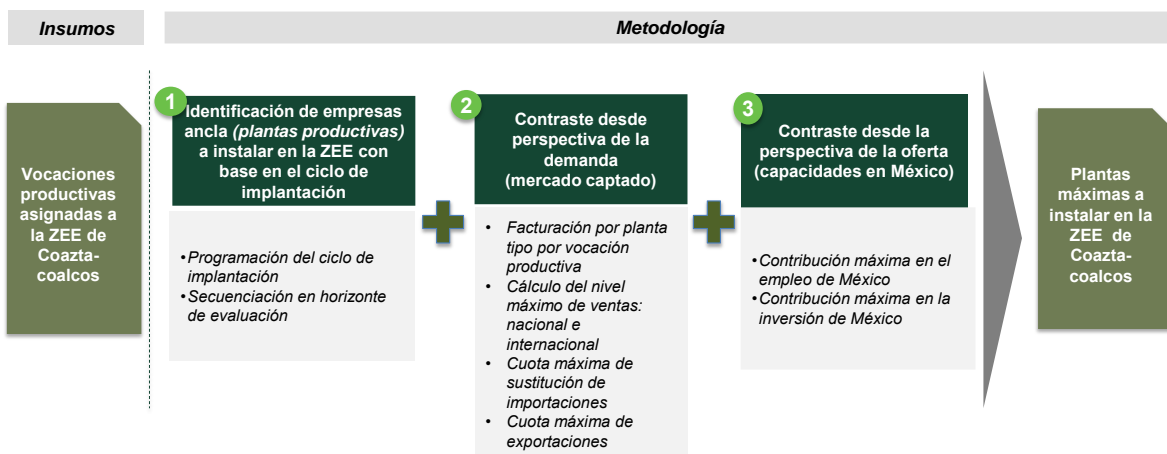 Insumos
Metodología
Vocaciones
productivas
asignadas a
la ZEE de
Coazta-
coalcos
1
Identificación de empresas
ancla (plantas productivas)
a instalar en la ZEE con
base en el ciclo de
implantación
•Programación del ciclo de
implantación
•Secuenciación en horizonte
de evaluación
2
Contraste desde
perspectiva de la
demanda
(mercado captado)
• Facturación por planta
tipo por vocación
productiva
• Cálculo del nivel
máximo de ventas:
nacional e
internacional
• Cuota máxima de
sustitución de
importaciones
• Cuota máxima de
exportaciones
3
Contraste desde la
perspectiva de la oferta
(capacidades en México)
•Contribución máxima en el
empleo de México
•Contribución máxima en la
inversión de México
Plantas
máximas a
instalar en la
ZEE de
Coazta-
coalcos